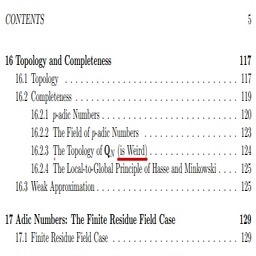 CONTENTS 5
16 Topology and Completeness 117
16.1 Topology . . . . . . . . . . . . . . . . . . . . . . . . . . 117
16.2 Completeness . . . . . . . . . . . . . . . . . . . . . . . . 119
16.2.1 p-adic Numbers . . . . . . . . . . . . . . . . . . . . 120
16.2.2 The Field of p-adic Numbers . . . . . . . . . . . . . 123
16.2.3 The Topology of Q_N (is Weird) . . . . . . . . . . . . 124
16.2.4 The Local-to-Global Principle of Hasse and Minkowski . . . 125
16.3 Weak Approximation . . . . . . . . . . . . . . . . . . . . . 125
17 Adic Numbers: The Finite Residue Field Case 129
17.1 Finite Residue Field Case . . . . . . . . . . . . . . . . . . 129